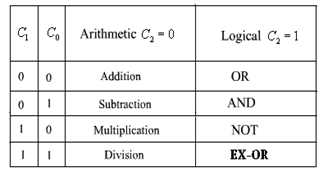 C₁ C₀ Arithmetic C₂ = 0 Logical C₂ = 1
0 0 Addition OR
0 1 Subtraction AND
1 0 Multiplication NOT
1 1 Division EX-OR